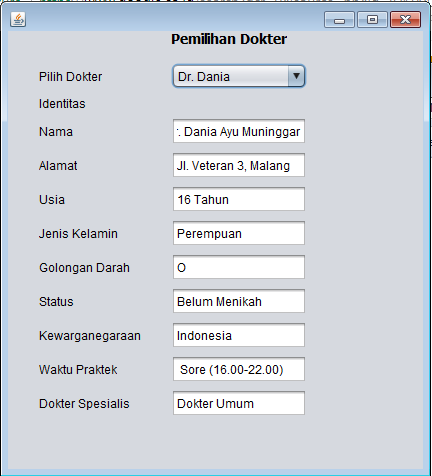 Pemilihan Dokter
Pilih Dokter Dr. Dania
Identitas
Nama . Dania Ayu Muninggar
Alamat Jl. Veteran 3, Malang
Usia 16 Tahun
Jenis Kelamin Perempuan
Golongan Darah O
Status Belum Menikah
Kewarganegaraan Indonesia
Waktu Praktek Sore (16.00-22.00)
Dokter Spesialis Dokter Umum